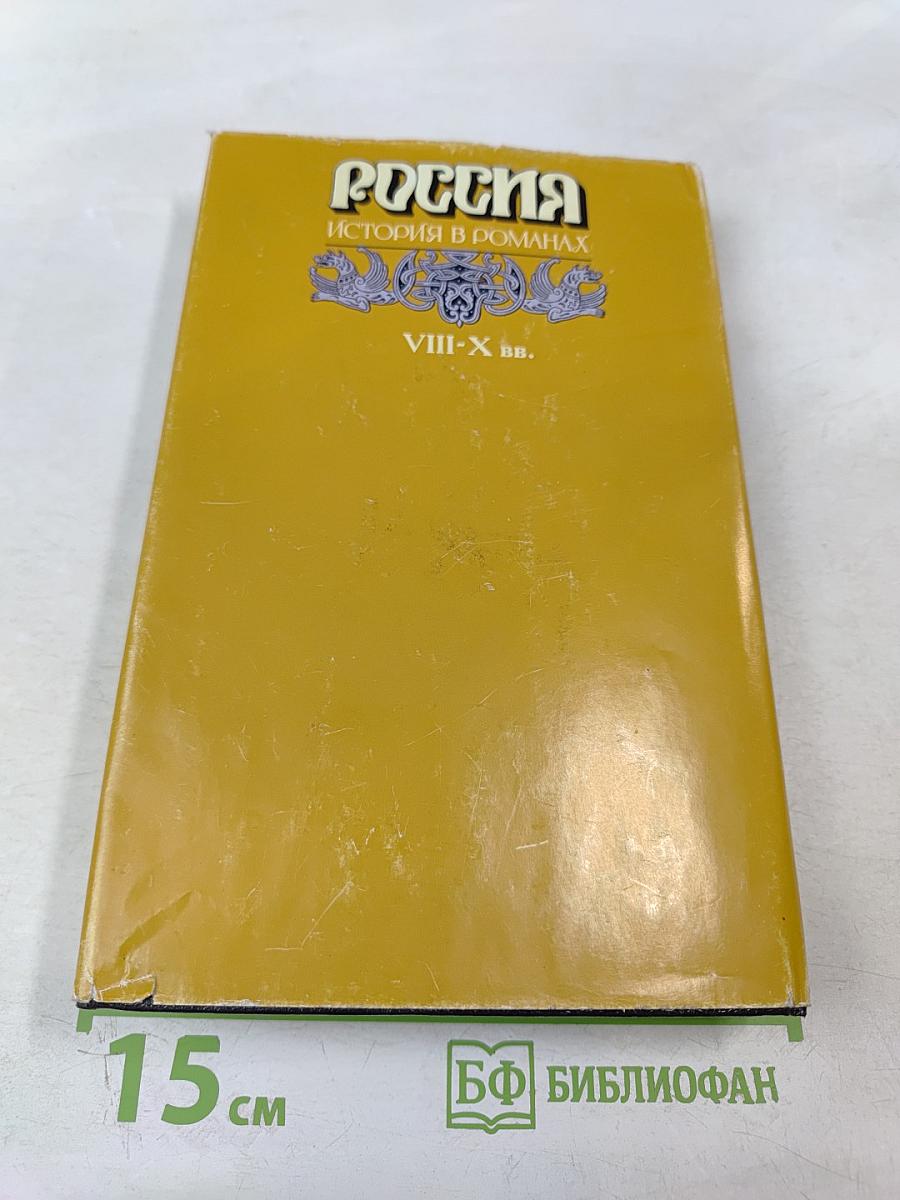 РОССИЯ
ИСТОРИЯ В РОМАНАХ
VIII-X вв.
15 см
БФ БИБЛИОФАН